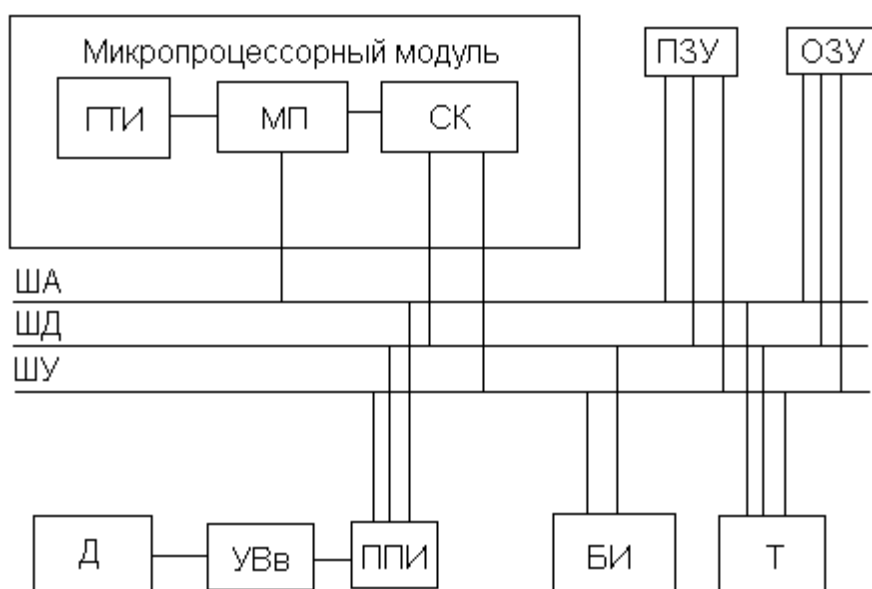 Микропроцессорный модуль
ПЗУ
ОЗУ
ГТИ
МП
СК
ША
ШД
ШУ
Д
УВв
ППИ
БИ
Т